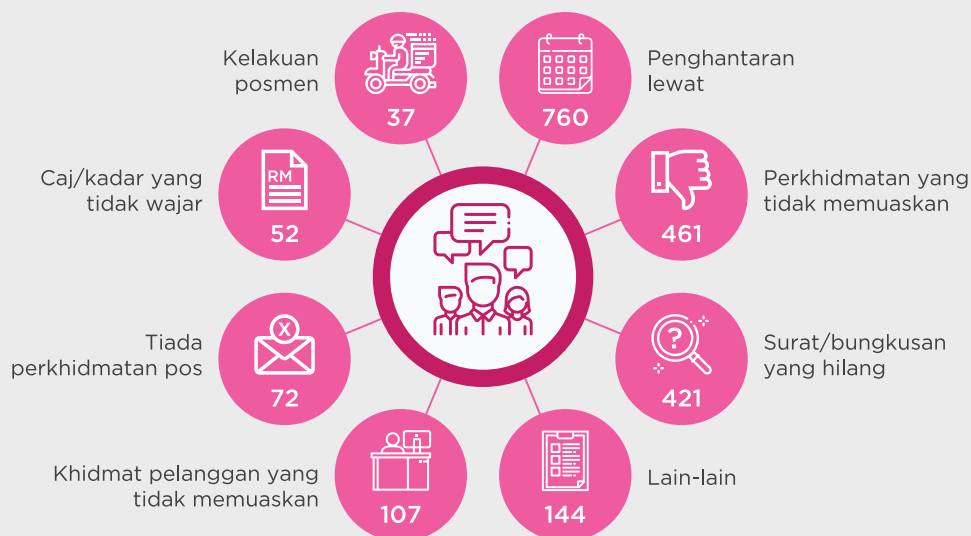 Kelakuan
posmen
37
Penghantaran
lewat
760
Caj/kadar yang
tidak wajar
RM
52
Perkhidmatan yang
tidak memuaskan
461
Tiada
perkhidmatan pos
X
72
?
Surat/bungkusan
yang hilang
421
Khidmat pelanggan yang
tidak memuaskan
107
Lain-lain
144